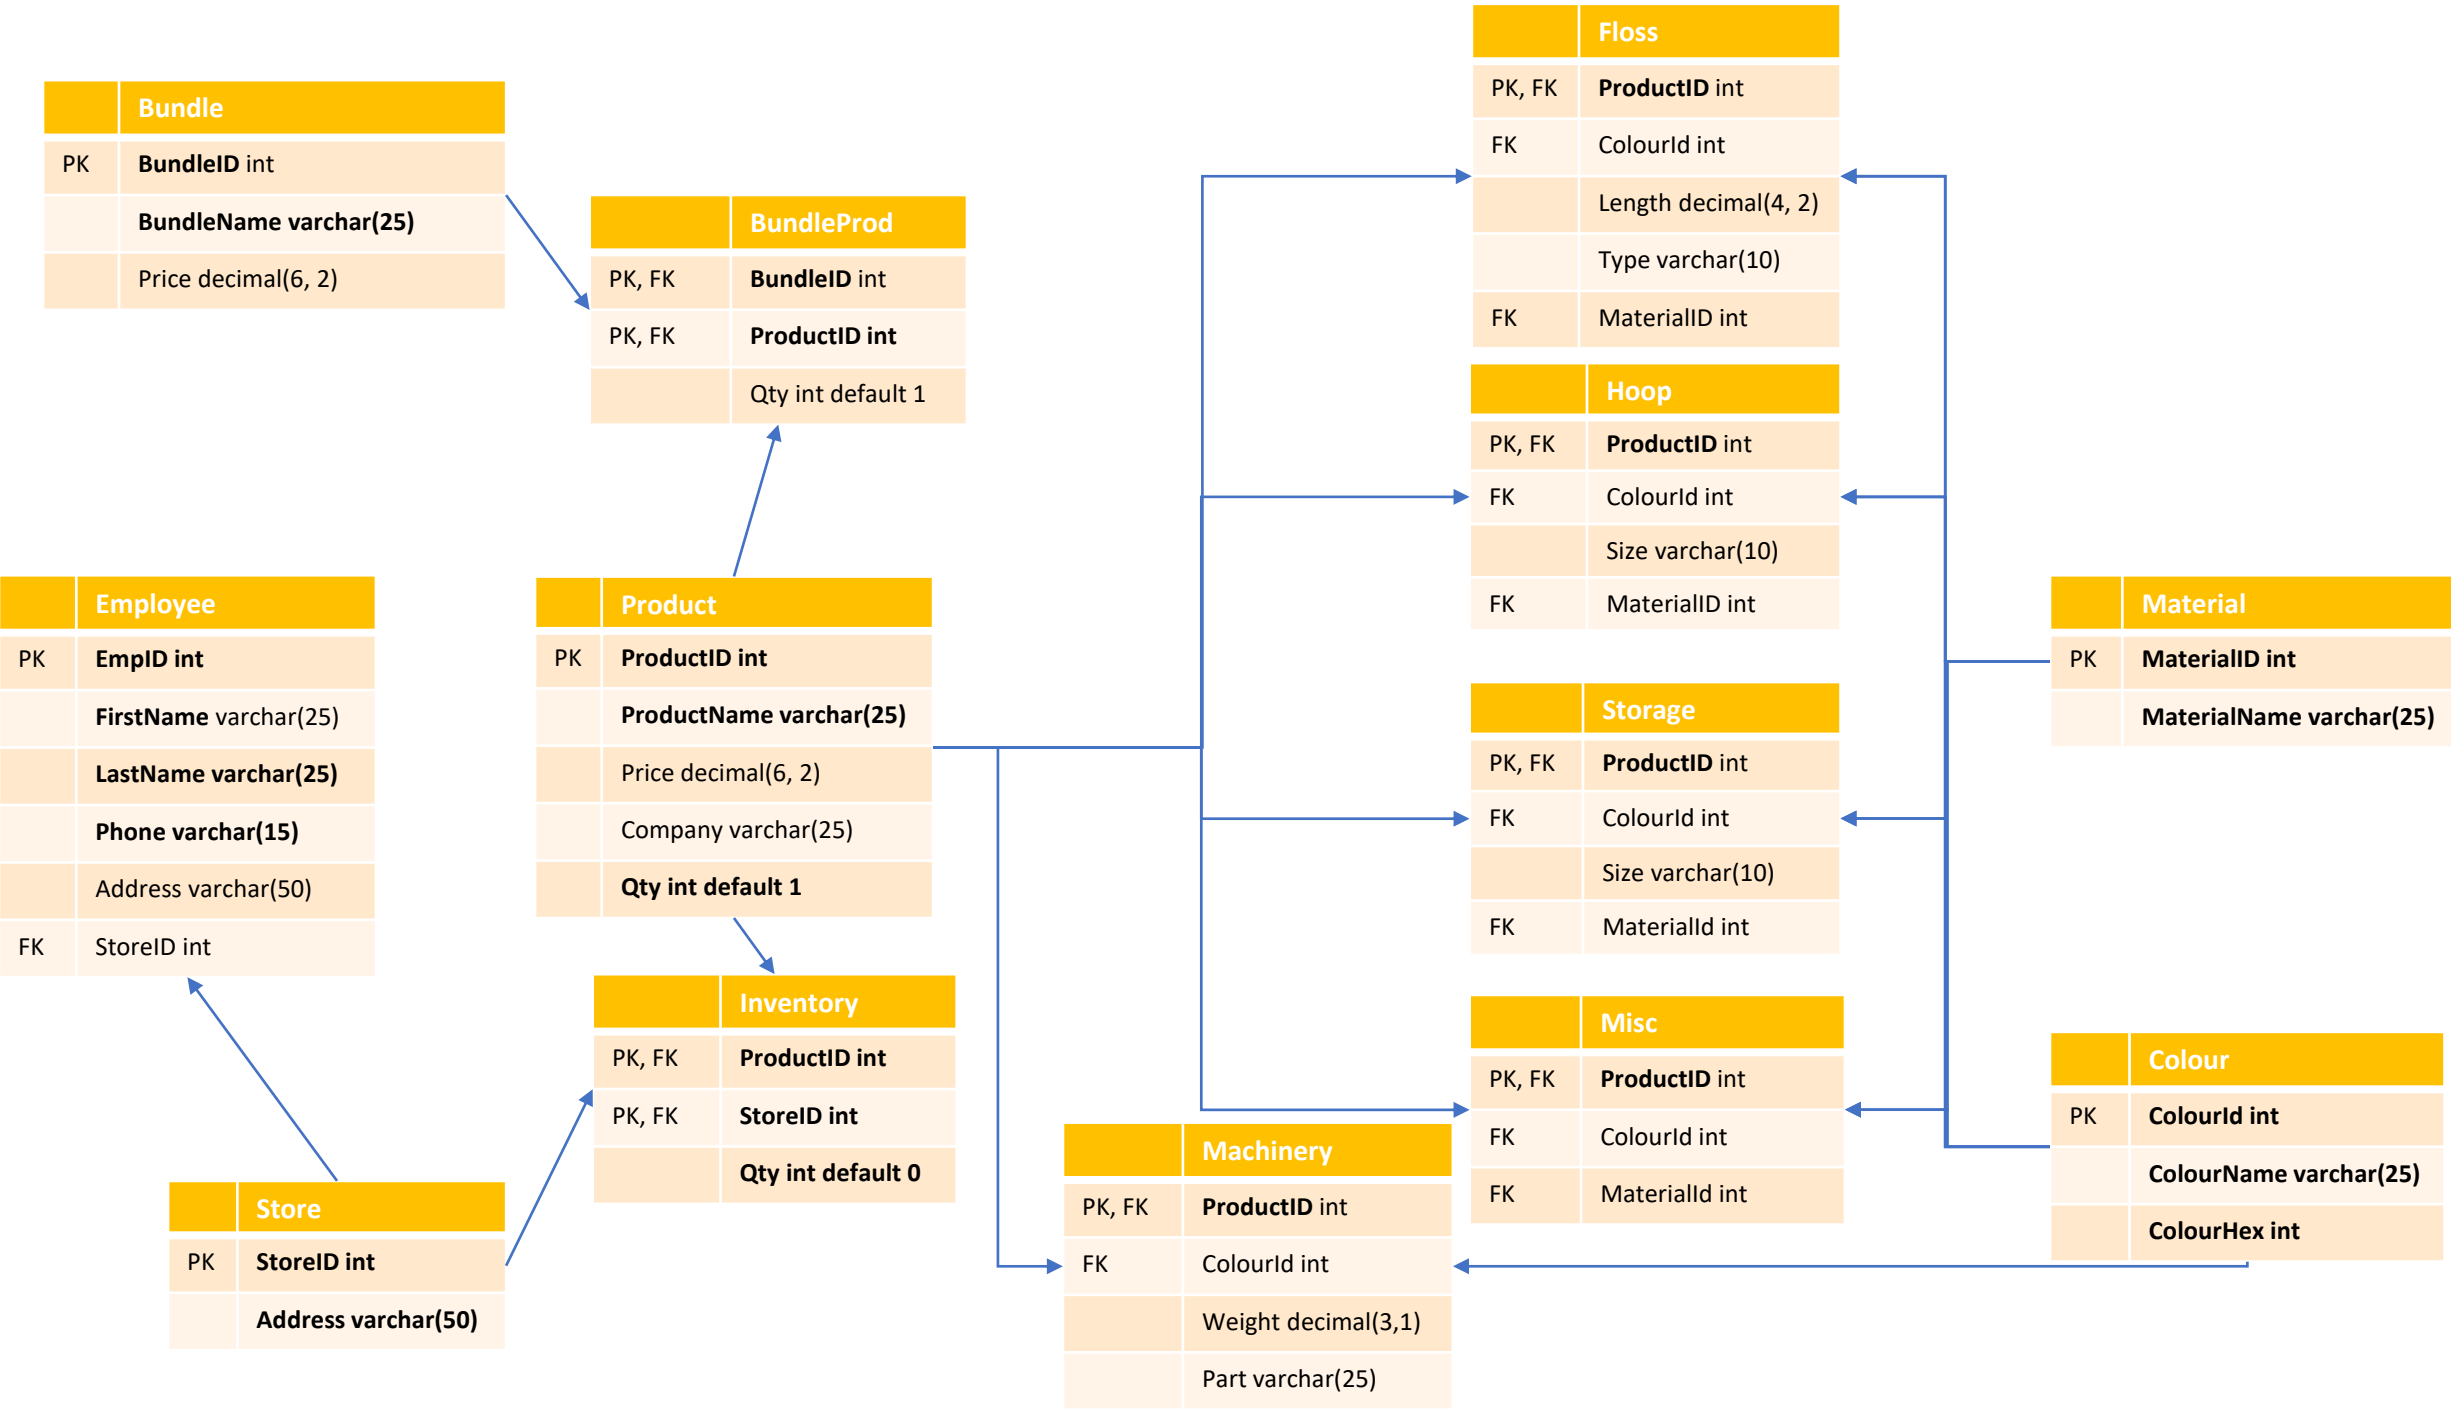 Bundle
PK BundleID int
BundleName varchar(25)
Price decimal(6, 2)
BundleProd
PK, FK BundleID int
PK, FK ProductID int
Qty int default 1
Employee
PK EmpID int
FirstName varchar(25)
LastName varchar(25)
Phone varchar(15)
Address varchar(50)
FK StoreID int
Product
PK ProductID int
ProductName varchar(25)
Price decimal(6, 2)
Company varchar(25)
Qty int default 1
Inventory
PK, FK ProductID int
PK, FK StoreID int
Qty int default 0
Store
PK StoreID int
Address varchar(50)
Floss
PK, FK ProductID int
FK ColourId int
Length decimal(4, 2)
Type varchar(10)
FK MaterialID int
Hoop
PK, FK ProductID int
FK ColourId int
Size varchar(10)
FK MaterialID int
Storage
PK, FK ProductID int
FK ColourId int
Size varchar(10)
FK MaterialId int
Misc
PK, FK ProductID int
FK ColourId int
FK MaterialId int
Machinery
PK, FK ProductID int
FK ColourId int
Weight decimal(3,1)
Part varchar(25)
Material
PK MaterialID int
MaterialName varchar(25)
Colour
PK ColourId int
ColourName varchar(25)
ColourHex int